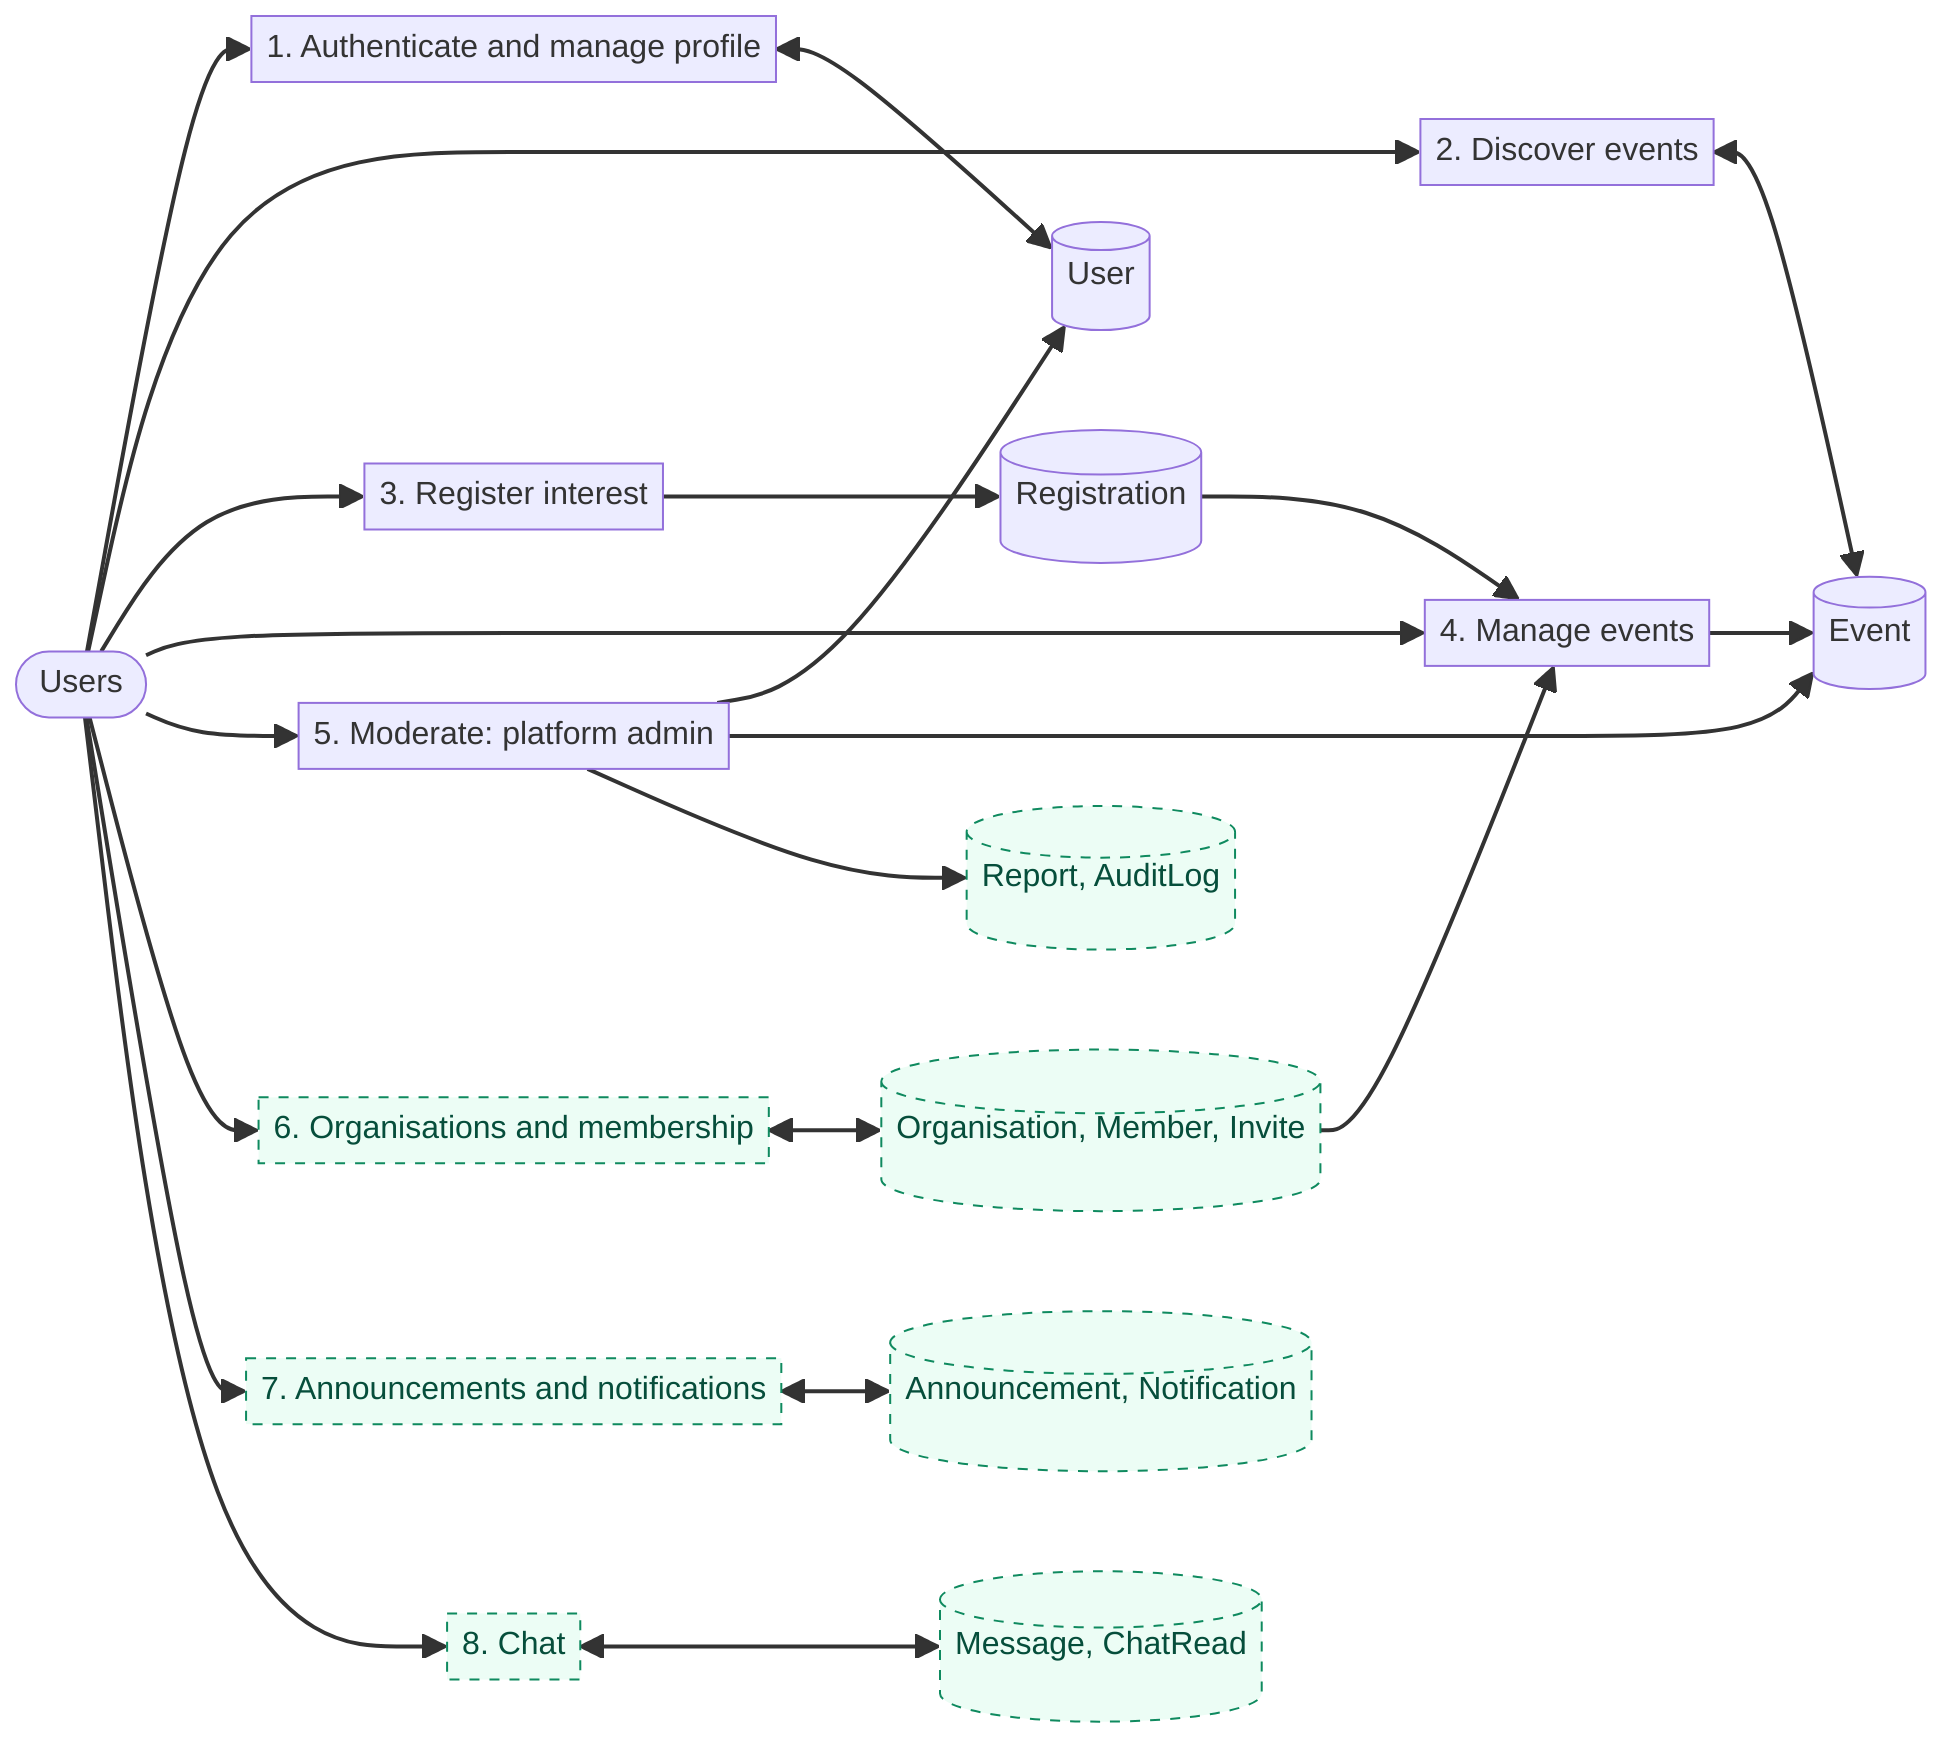 1. Authenticate and manage profile
2. Discover events
User
3. Register interest
Registration
4. Manage events
Event
Users
5. Moderate: platform admin
Report, AuditLog
6. Organisations and membership
Organisation, Member, Invite
7. Announcements and notifications
Announcement, Notification
8. Chat
Message, ChatRead